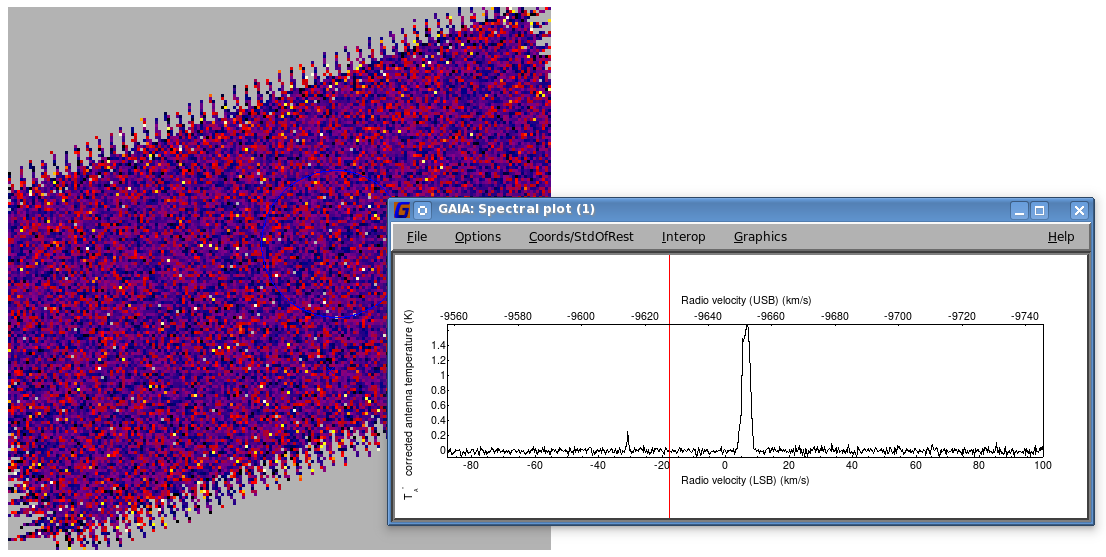 GAIA: Spectral plot (1)
File Options Coords/StdOfRest Interop Graphics Help
Radio velocity (USB) (km/s)
-9560 -9580 -9600 -9620 -9640 -9660 -9680 -9700 -9720 -9740
T*A corrected antenna temperature (K)
1.4
1.2
1
0.8
0.6
0.4
0.2
0
-80 -60 -40 -20 0 20 40 60 80 100
Radio velocity (LSB) (km/s)